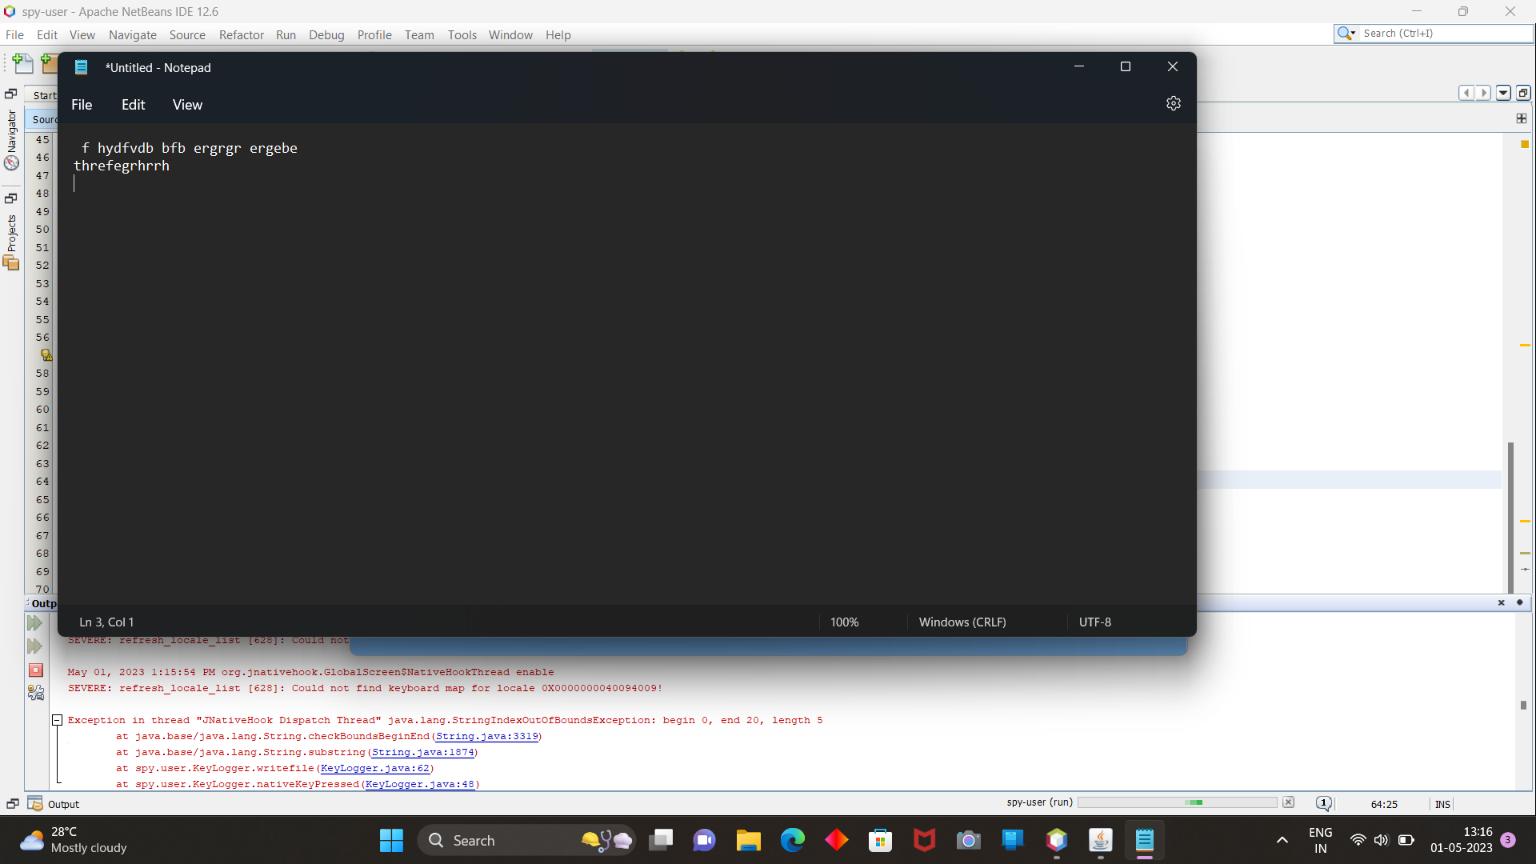 spy-user - Apache NetBeans IDE 12.6
File Edit View Navigate Source Refactor Run Debug Profile Team Tools Window Help
Search (Ctrl+I)
*Untitled - Notepad
File Edit View
Start
Sourc
Navigator
Projects
f hydfvdb bfb ergrgr ergebe
threfegrhrrh
45
46
47
48
49
50
51
52
53
54
55
56
58
59
60
61
62
63
64
65
66
67
68
69
70
Ln 3, Col 1 100% Windows (CRLF) UTF-8
Outp
SEVERE: refresh_locale_list [628]: Could not
May 01, 2023 1:15:54 PM org.jnativehook.GlobalScreen$NativeHookThread enable
SEVERE: refresh_locale_list [628]: Could not find keyboard map for locale 0X0000000040094009!
Exception in thread "JNativeHook Dispatch Thread" java.lang.StringIndexOutOfBoundsException: begin 0, end 20, length 5
at java.base/java.lang.String.checkBoundsBeginEnd(String.java:3319)
at java.base/java.lang.String.substring(String.java:1874)
at spy.user.KeyLogger.writefile(KeyLogger.java:62)
at spy.user.KeyLogger.nativeKeyPressed(KeyLogger.java:48)
Output spy-user (run) 1 64:25 INS
28°C
Mostly cloudy
Search
ENG
IN
13:16
01-05-2023
3